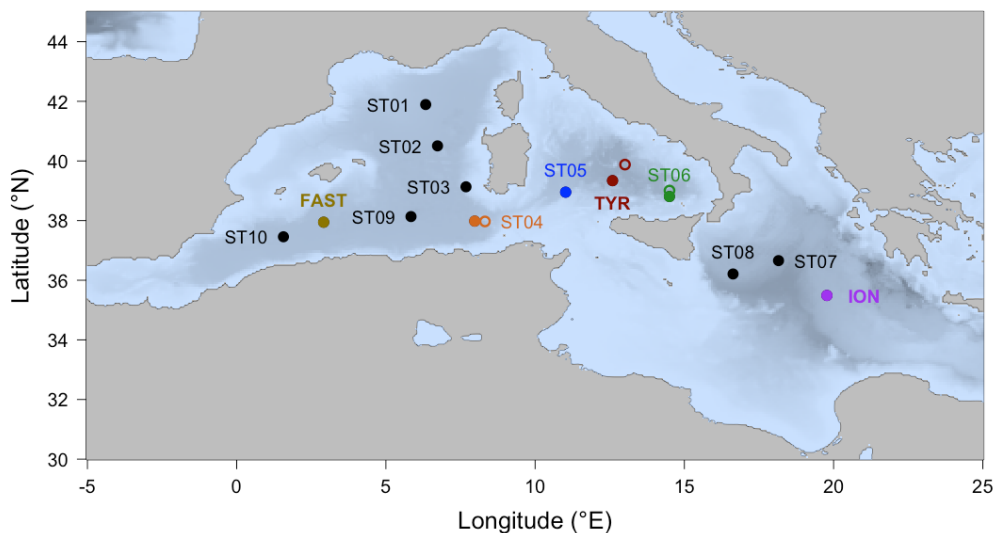 44
42
40
38
36
34
32
30
Latitude (°N)
ST01
ST02
ST03
FAST
ST09
ST10
ST04
ST05
TYR
ST06
ST08
ST07
ION
-5 0 5 10 15 20 25
Longitude (°E)